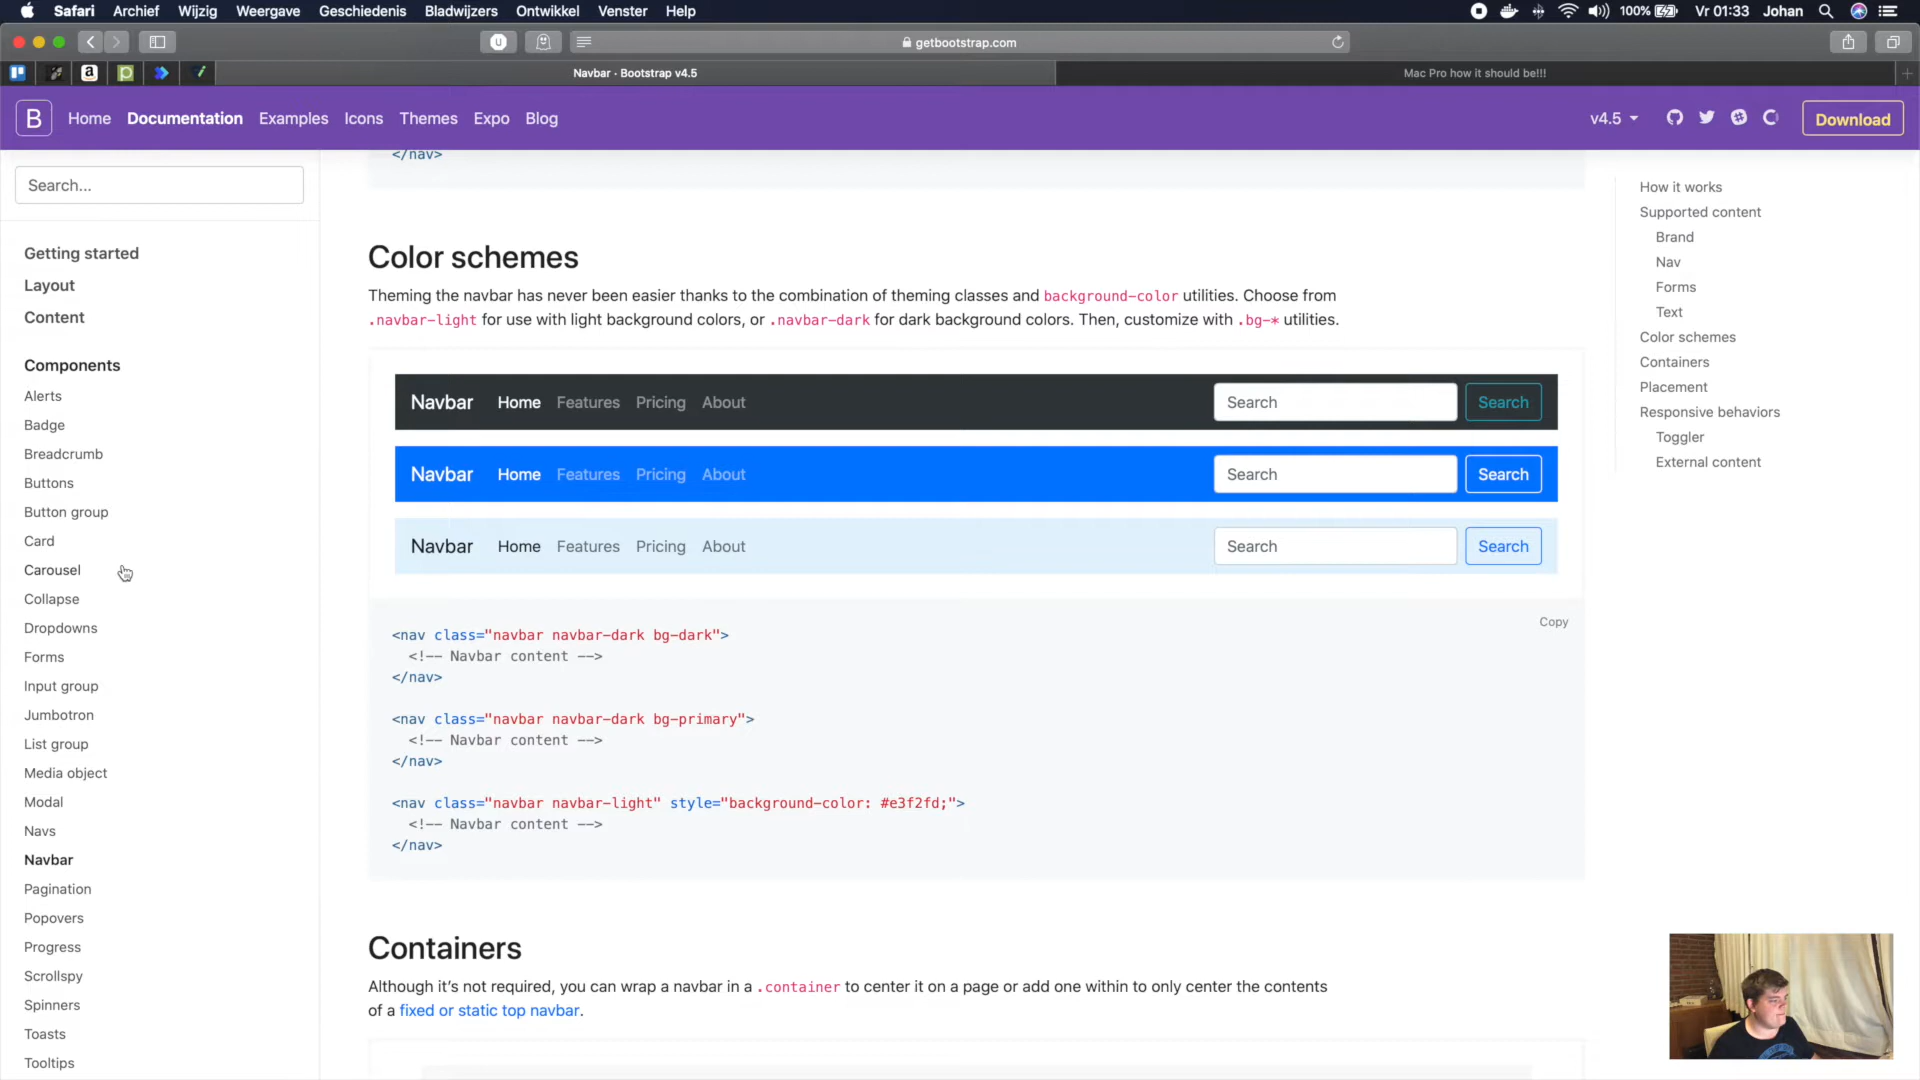 Safari Archief Wijzig Weergave Geschiedenis Bladwijzers Ontwikkel Venster Help 100% Vr 01:33 Johan
getbootstrap.com
Navbar · Bootstrap v4.5
Mac Pro how it should be!!!
B Home Documentation Examples Icons Themes Expo Blog v4.5 Download
Search...
Getting started
Layout
Content
Components
Alerts
Badge
Breadcrumb
Buttons
Button group
Card
Carousel
Collapse
Dropdowns
Forms
Input group
Jumbotron
List group
Media object
Modal
Navs
Navbar
Pagination
Popovers
Progress
Scrollspy
Spinners
Toasts
Tooltips
</nav>
Color schemes
Theming the navbar has never been easier thanks to the combination of theming classes and background-color utilities. Choose from
.navbar-light for use with light background colors, or .navbar-dark for dark background colors. Then, customize with .bg-* utilities.
Navbar Home Features Pricing About Search Search
Navbar Home Features Pricing About Search Search
Navbar Home Features Pricing About Search Search
Copy
<nav class="navbar navbar-dark bg-dark">
<!-- Navbar content -->
</nav>
<nav class="navbar navbar-dark bg-primary">
<!-- Navbar content -->
</nav>
<nav class="navbar navbar-light" style="background-color: #e3f2fd;">
<!-- Navbar content -->
</nav>
Containers
Although it's not required, you can wrap a navbar in a .container to center it on a page or add one within to only center the contents
of a fixed or static top navbar.
How it works
Supported content
Brand
Nav
Forms
Text
Color schemes
Containers
Placement
Responsive behaviors
Toggler
External content